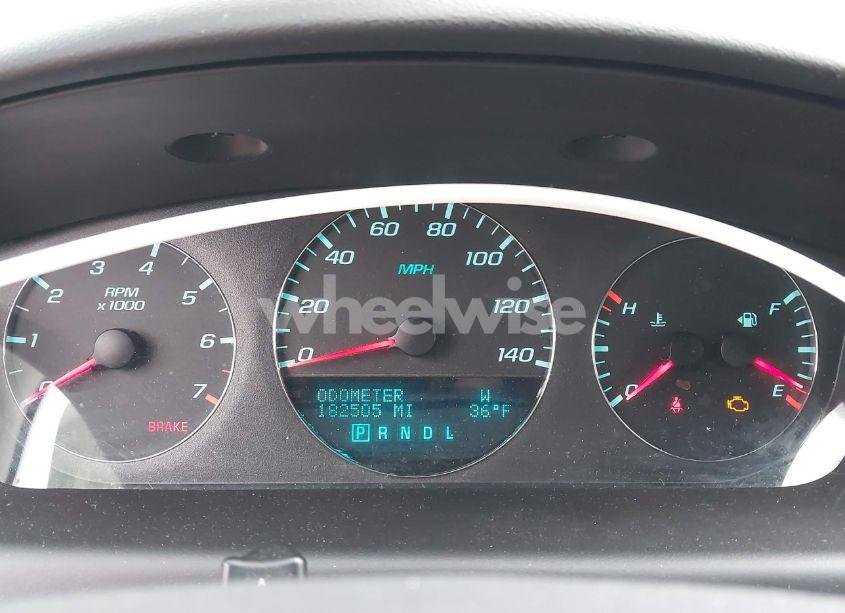 0 1 2 3 4 5 6 7
RPM
x1000
BRAKE
0 20 40 60 80 100 120 140
MPH
wheelwise
ODOMETER W
182505 MI 36°F
P R N D L
H F
C E